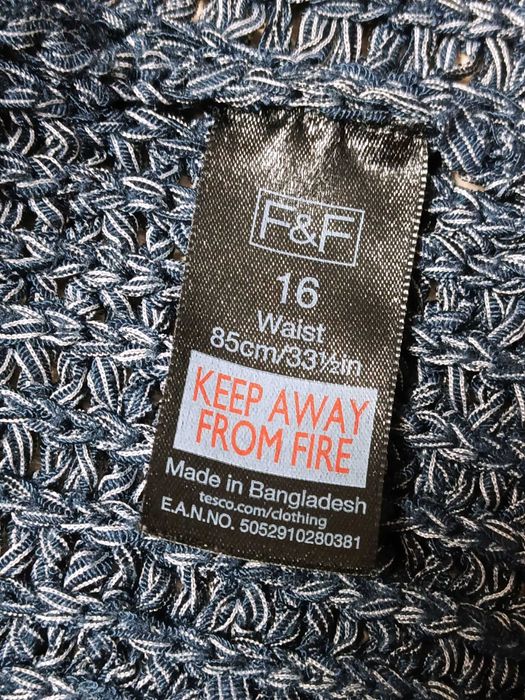 F&F
16
Waist
85cm/33½in
KEEP AWAY
FROM FIRE
Made in Bangladesh
tesco.com/clothing
E.A.N.NO. 5052910280381